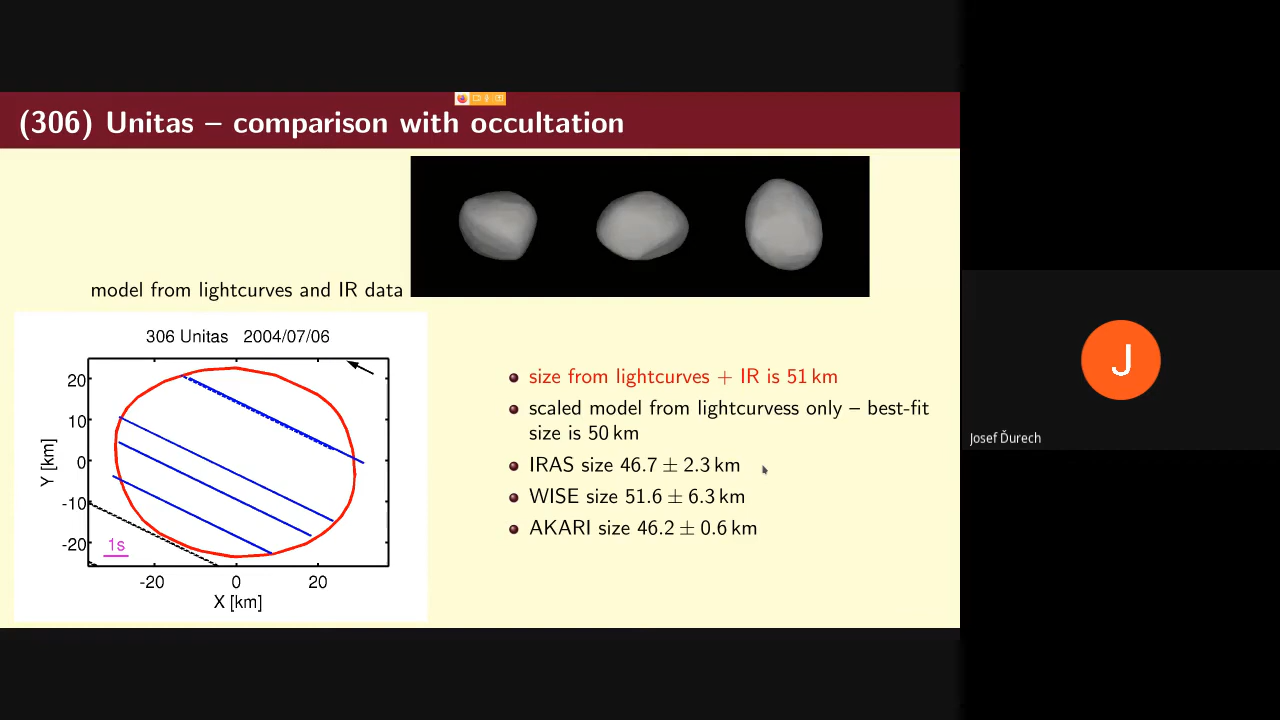 (306) Unitas – comparison with occultation
model from lightcurves and IR data
306 Unitas 2004/07/06
20
10
0
-10
-20
Y [km]
1s
-20 0 20
X [km]
size from lightcurves + IR is 51 km
scaled model from lightcurvess only – best-fit
size is 50 km
IRAS size 46.7 ± 2.3 km
WISE size 51.6 ± 6.3 km
AKARI size 46.2 ± 0.6 km
J
Josef Ďurech